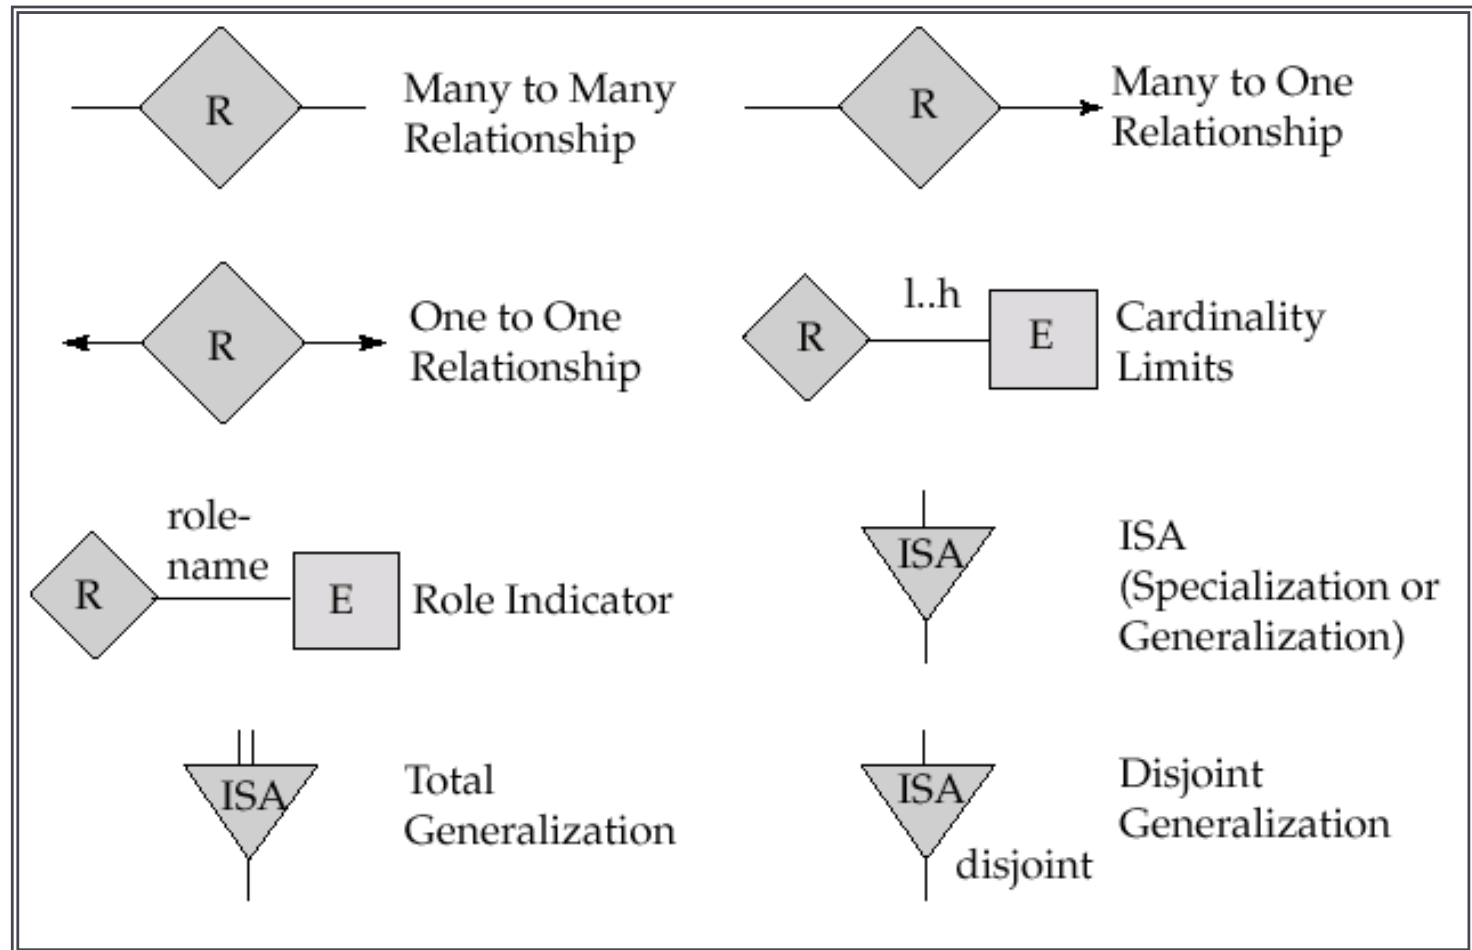 R
Many to Many
Relationship
R
Many to One
Relationship
R
One to One
Relationship
R
l..h
E
Cardinality
Limits
R
role-
name
E
Role Indicator
ISA
ISA
(Specialization or
Generalization)
ISA
Total
Generalization
ISA
disjoint
Disjoint
Generalization